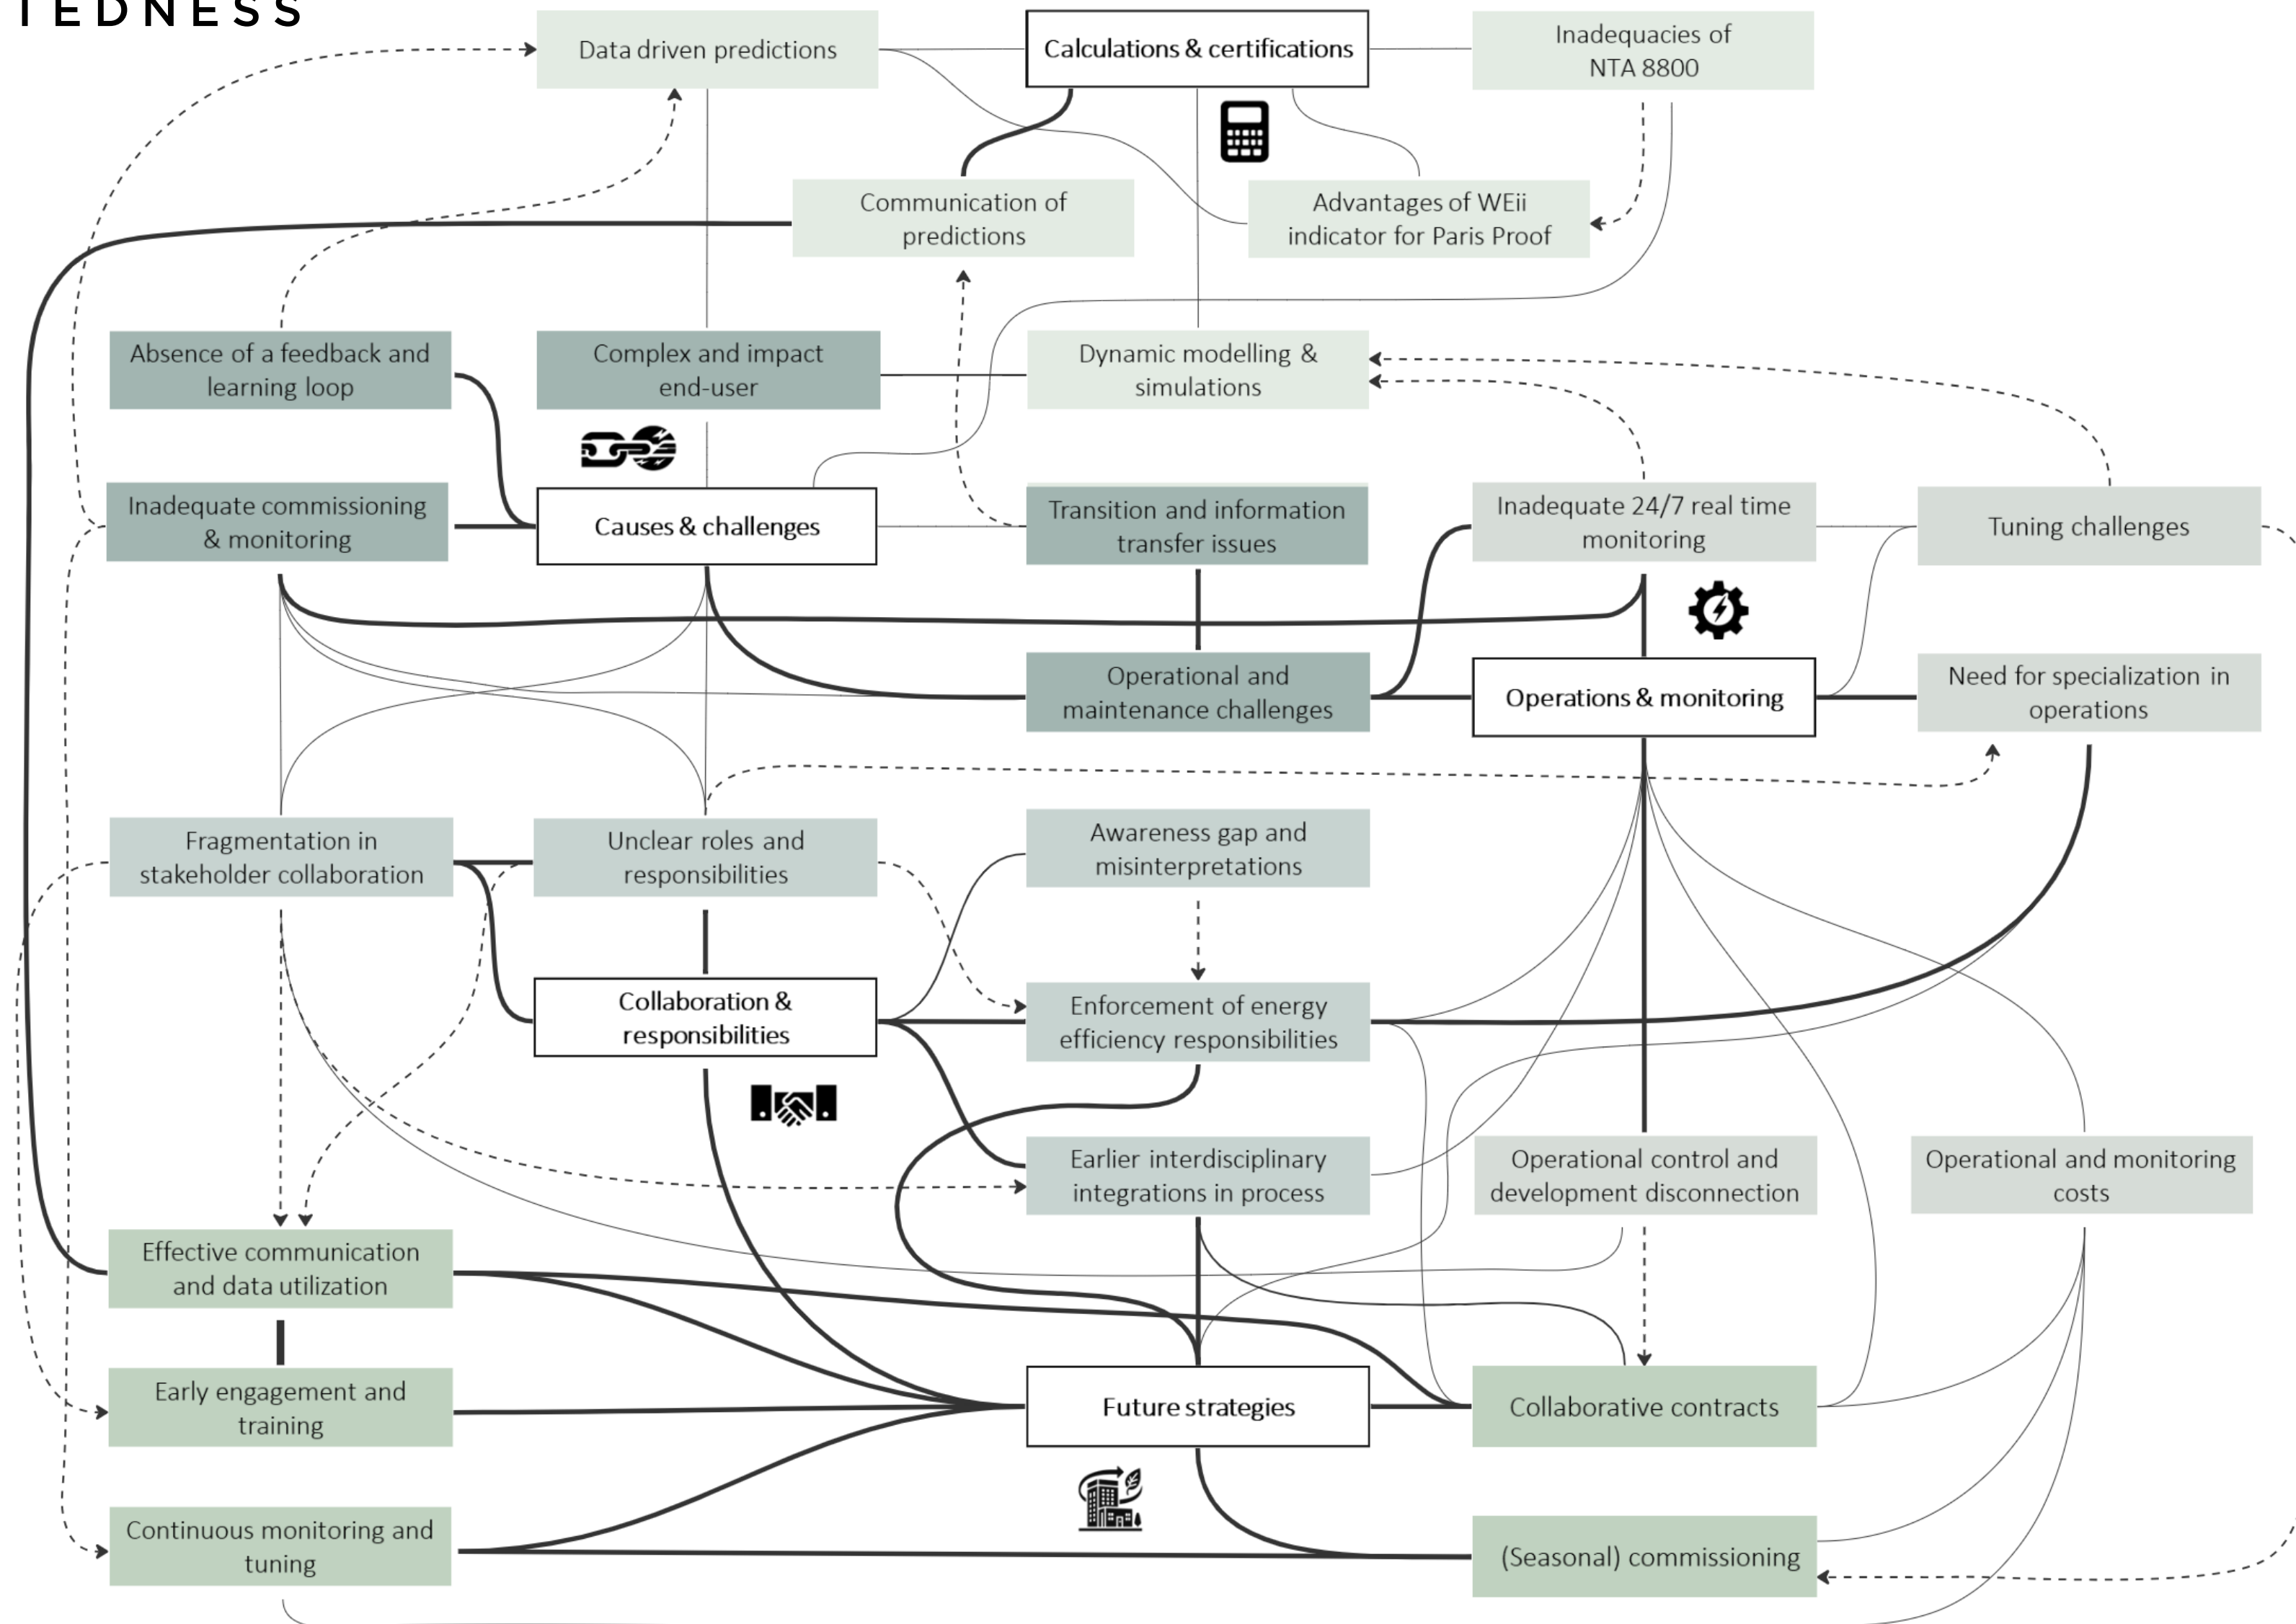 TEDNESS
Data driven predictions
Calculations & certifications
Inadequacies of
NTA 8800
Communication of
predictions
Advantages of WEii
indicator for Paris Proof
Absence of a feedback and
learning loop
Complex and impact
end-user
Dynamic modelling &
simulations
Inadequate commissioning
& monitoring
Causes & challenges
Transition and information
transfer issues
Inadequate 24/7 real time
monitoring
Tuning challenges
Operational and
maintenance challenges
Operations & monitoring
Need for specialization in
operations
Fragmentation in
stakeholder collaboration
Unclear roles and
responsibilities
Awareness gap and
misinterpretations
Collaboration &
responsibilities
Enforcement of energy
efficiency responsibilities
Earlier interdisciplinary
integrations in process
Operational control and
development disconnection
Operational and monitoring
costs
Effective communication
and data utilization
Early engagement and
training
Future strategies
Collaborative contracts
Continuous monitoring and
tuning
(Seasonal) commissioning